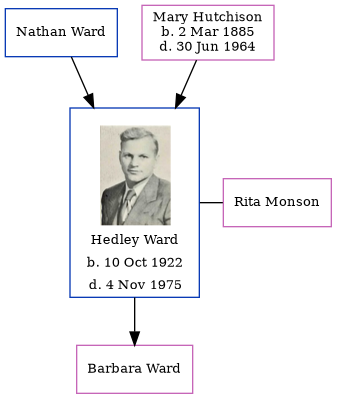 Nathan Ward
Mary Hutchison
b. 2 Mar 1885
d. 30 Jun 1964
Hedley Ward
b. 10 Oct 1922
d. 4 Nov 1975
Rita Monson
Barbara Ward